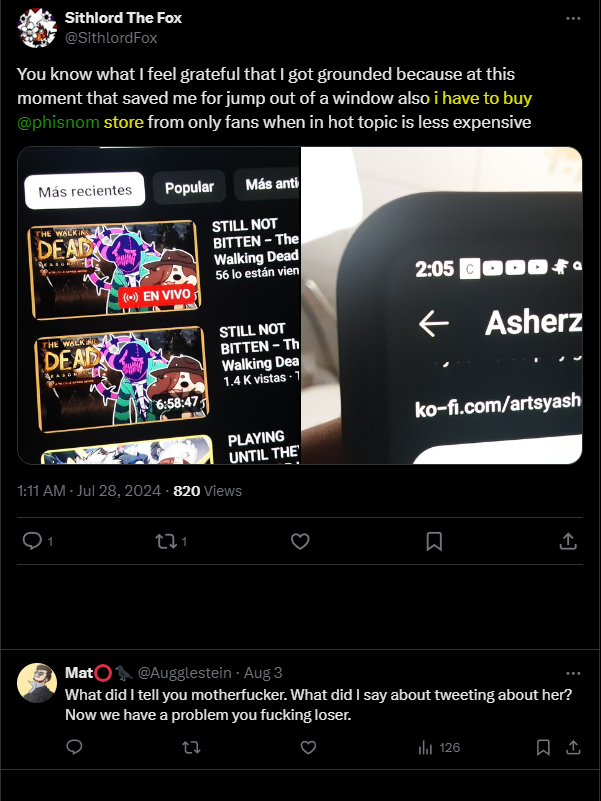 Sithlord The Fox
@SithlordFox
You know what I feel grateful that I got grounded because at this
moment that saved me for jump out of a window also i have to buy
@phisnom store from only fans when in hot topic is less expensive
Más recientes
Popular
Más anti
THE WALKING
DEAD
STILL NOT
BITTEN – The
Walking Dead
56 lo están vien
EN VIVO
THE WALKING
DEAD
6:58:47
STILL NOT
BITTEN – Th
Walking Dea
1.4 K vistas ·
PLAYING
UNTIL THE
2:05
Asherz
ko-fi.com/artsyash
1:11 AM · Jul 28, 2024 · 820 Views
1
1
Mat⭕🐦‍⬛ @Augglestein · Aug 3
What did I tell you motherfucker. What did I say about tweeting about her?
Now we have a problem you fucking loser.
126